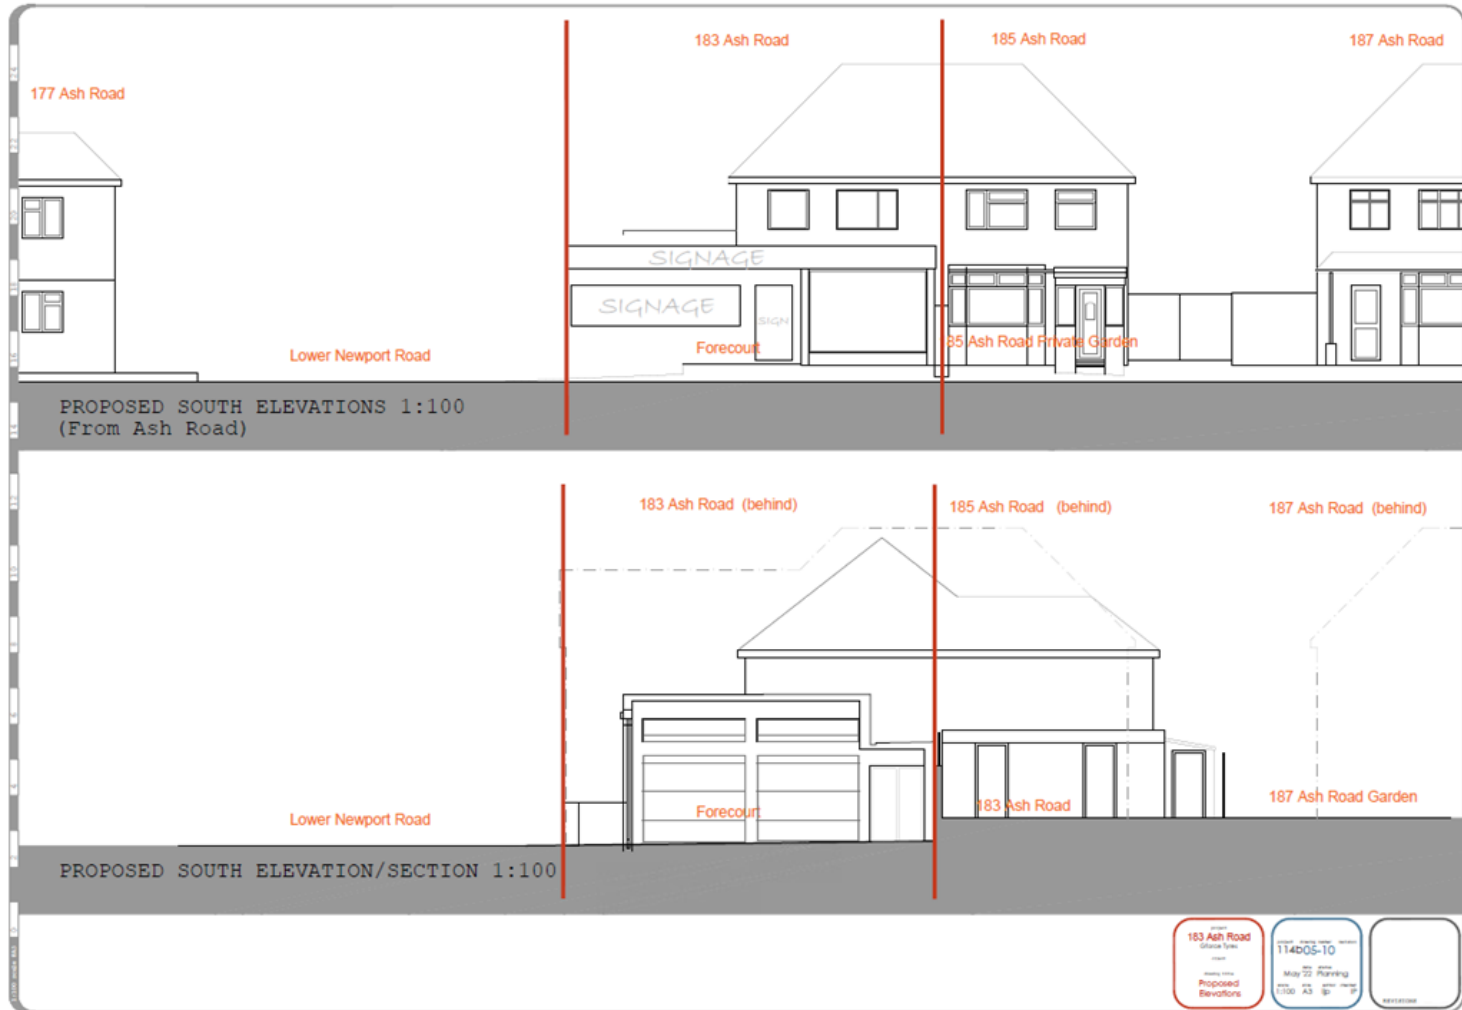 183 Ash Road
185 Ash Road
187 Ash Road
177 Ash Road
SIGNAGE
SIGNAGE
SIGN
Lower Newport Road
Forecourt
85 Ash Road Private Garden
PROPOSED SOUTH ELEVATIONS 1:100
(From Ash Road)
183 Ash Road (behind)
185 Ash Road (behind)
187 Ash Road (behind)
Lower Newport Road
Forecourt
183 Ash Road
187 Ash Road Garden
PROPOSED SOUTH ELEVATION/SECTION 1:100
183 Ash Road
Proposed
Elevations
114b05-10
May '22 Planning
1:100 A3
REVISIONS